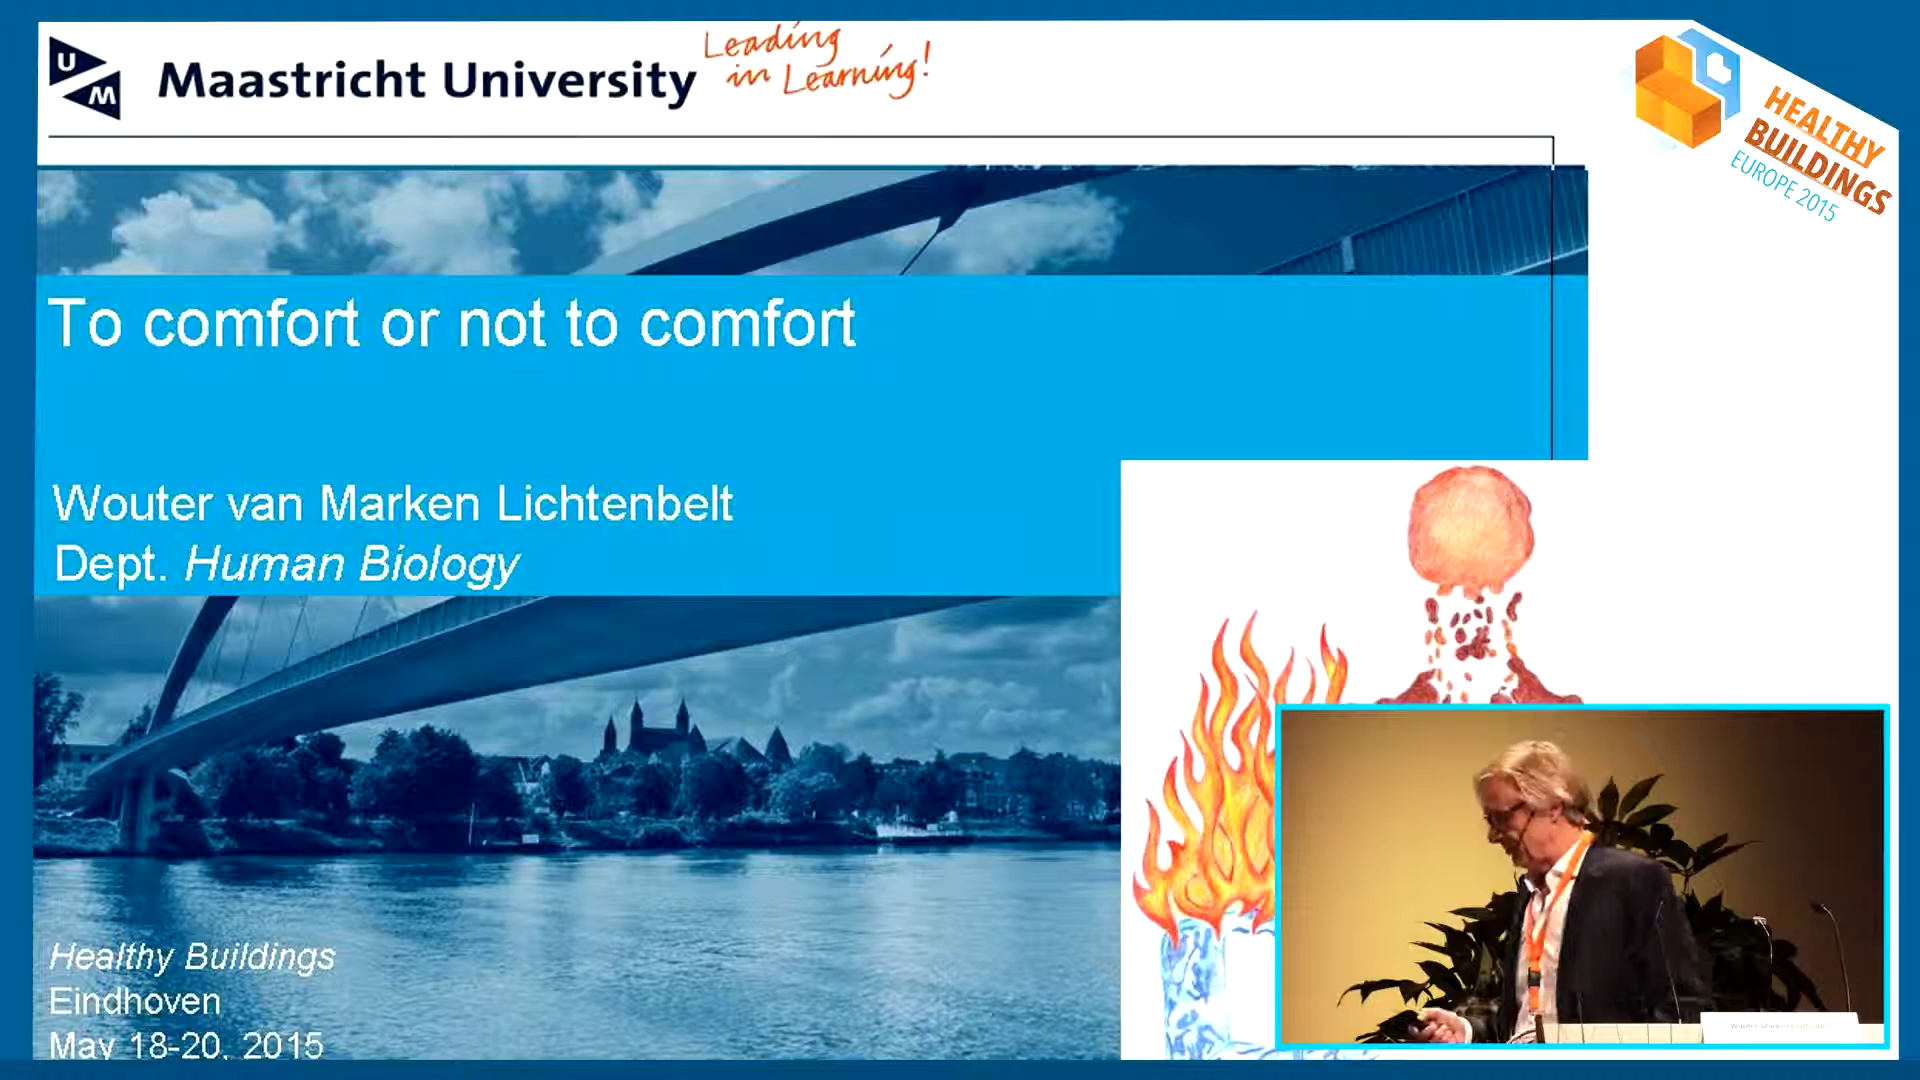 UM
Maastricht University
Leading
in Learning!
HEALTHY
BUILDINGS
EUROPE 2015
To comfort or not to comfort
Wouter van Marken Lichtenbelt
Dept. Human Biology
Healthy Buildings
Eindhoven
May 18-20, 2015